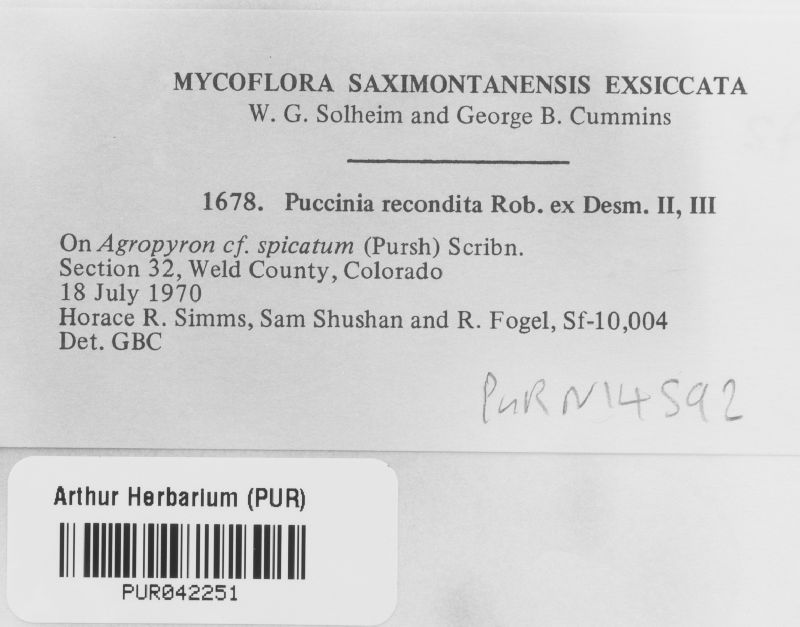 MYCOFLORA SAXIMONTANENSIS EXSICCATA
W. G. Solheim and George B. Cummins
1678. Puccinia recondita Rob. ex Desm. II, III
On Agropyron cf. spicatum (Pursh) Scribn.
Section 32, Weld County, Colorado
18 July 1970
Horace R. Simms, Sam Shushan and R. Fogel, Sf-10,004
Det. GBC
PUR N14592
Arthur Herbarium (PUR)
PUR042251